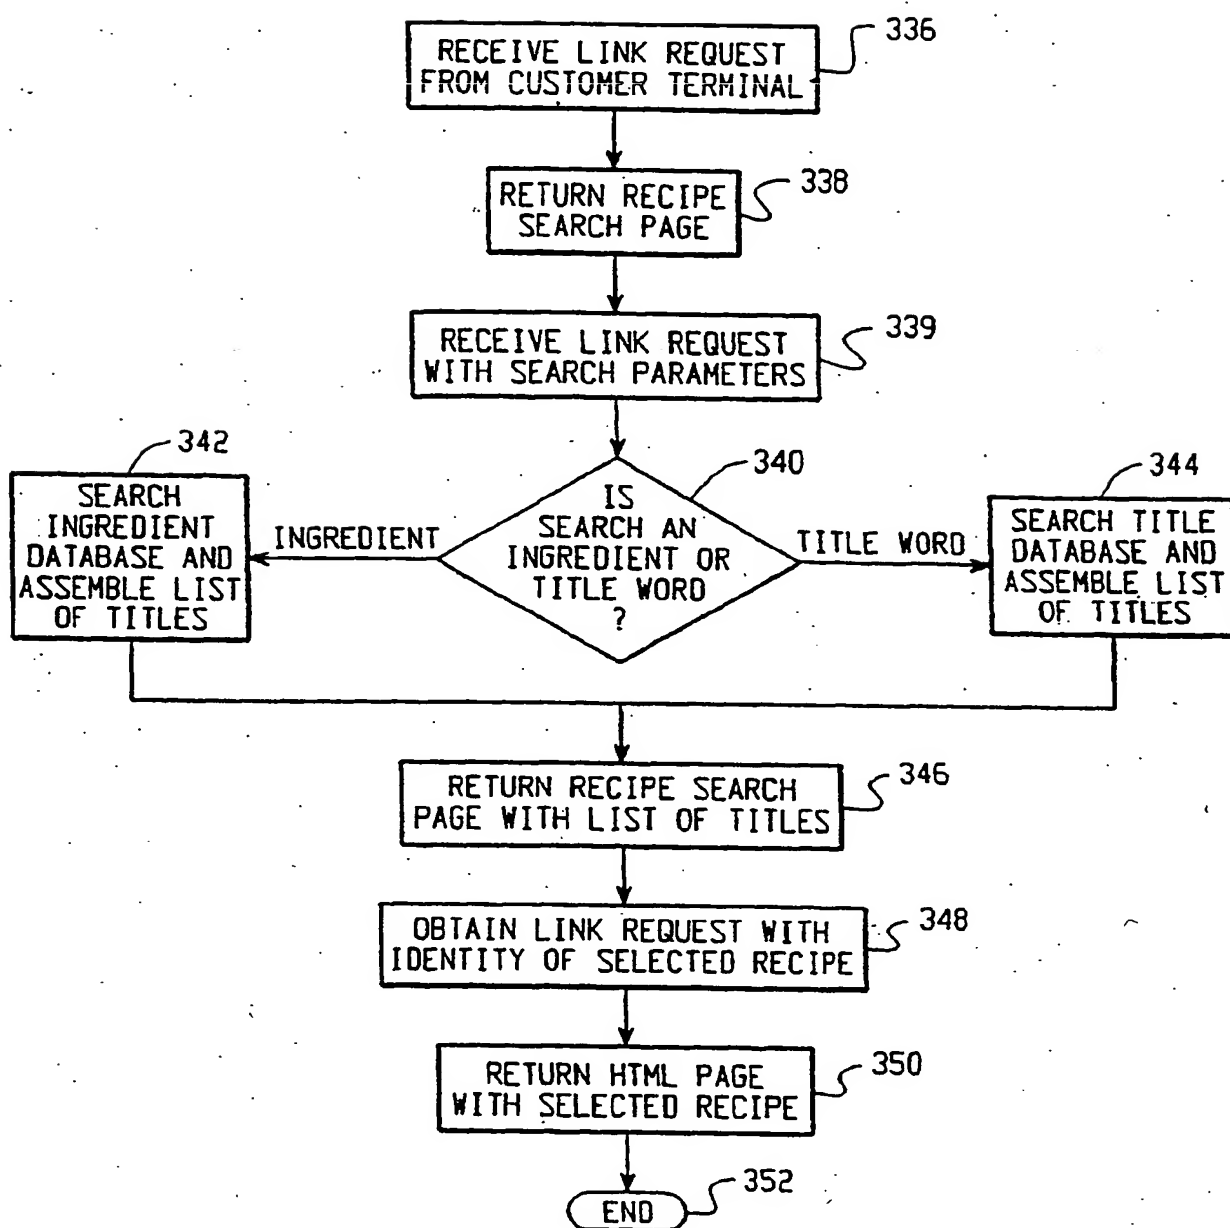 336
RECEIVE LINK REQUEST
FROM CUSTOMER TERMINAL
338
RETURN RECIPE
SEARCH PAGE
339
RECEIVE LINK REQUEST
WITH SEARCH PARAMETERS
342
SEARCH
INGREDIENT
DATABASE AND
ASSEMBLE LIST
OF TITLES
INGREDIENT
340
IS
SEARCH AN
INGREDIENT OR
TITLE WORD
?
TITLE WORD
344
SEARCH TITLE
DATABASE AND
ASSEMBLE LIST
OF TITLES
346
RETURN RECIPE SEARCH
PAGE WITH LIST OF TITLES
348
OBTAIN LINK REQUEST WITH
IDENTITY OF SELECTED RECIPE
350
RETURN HTML PAGE
WITH SELECTED RECIPE
352
END